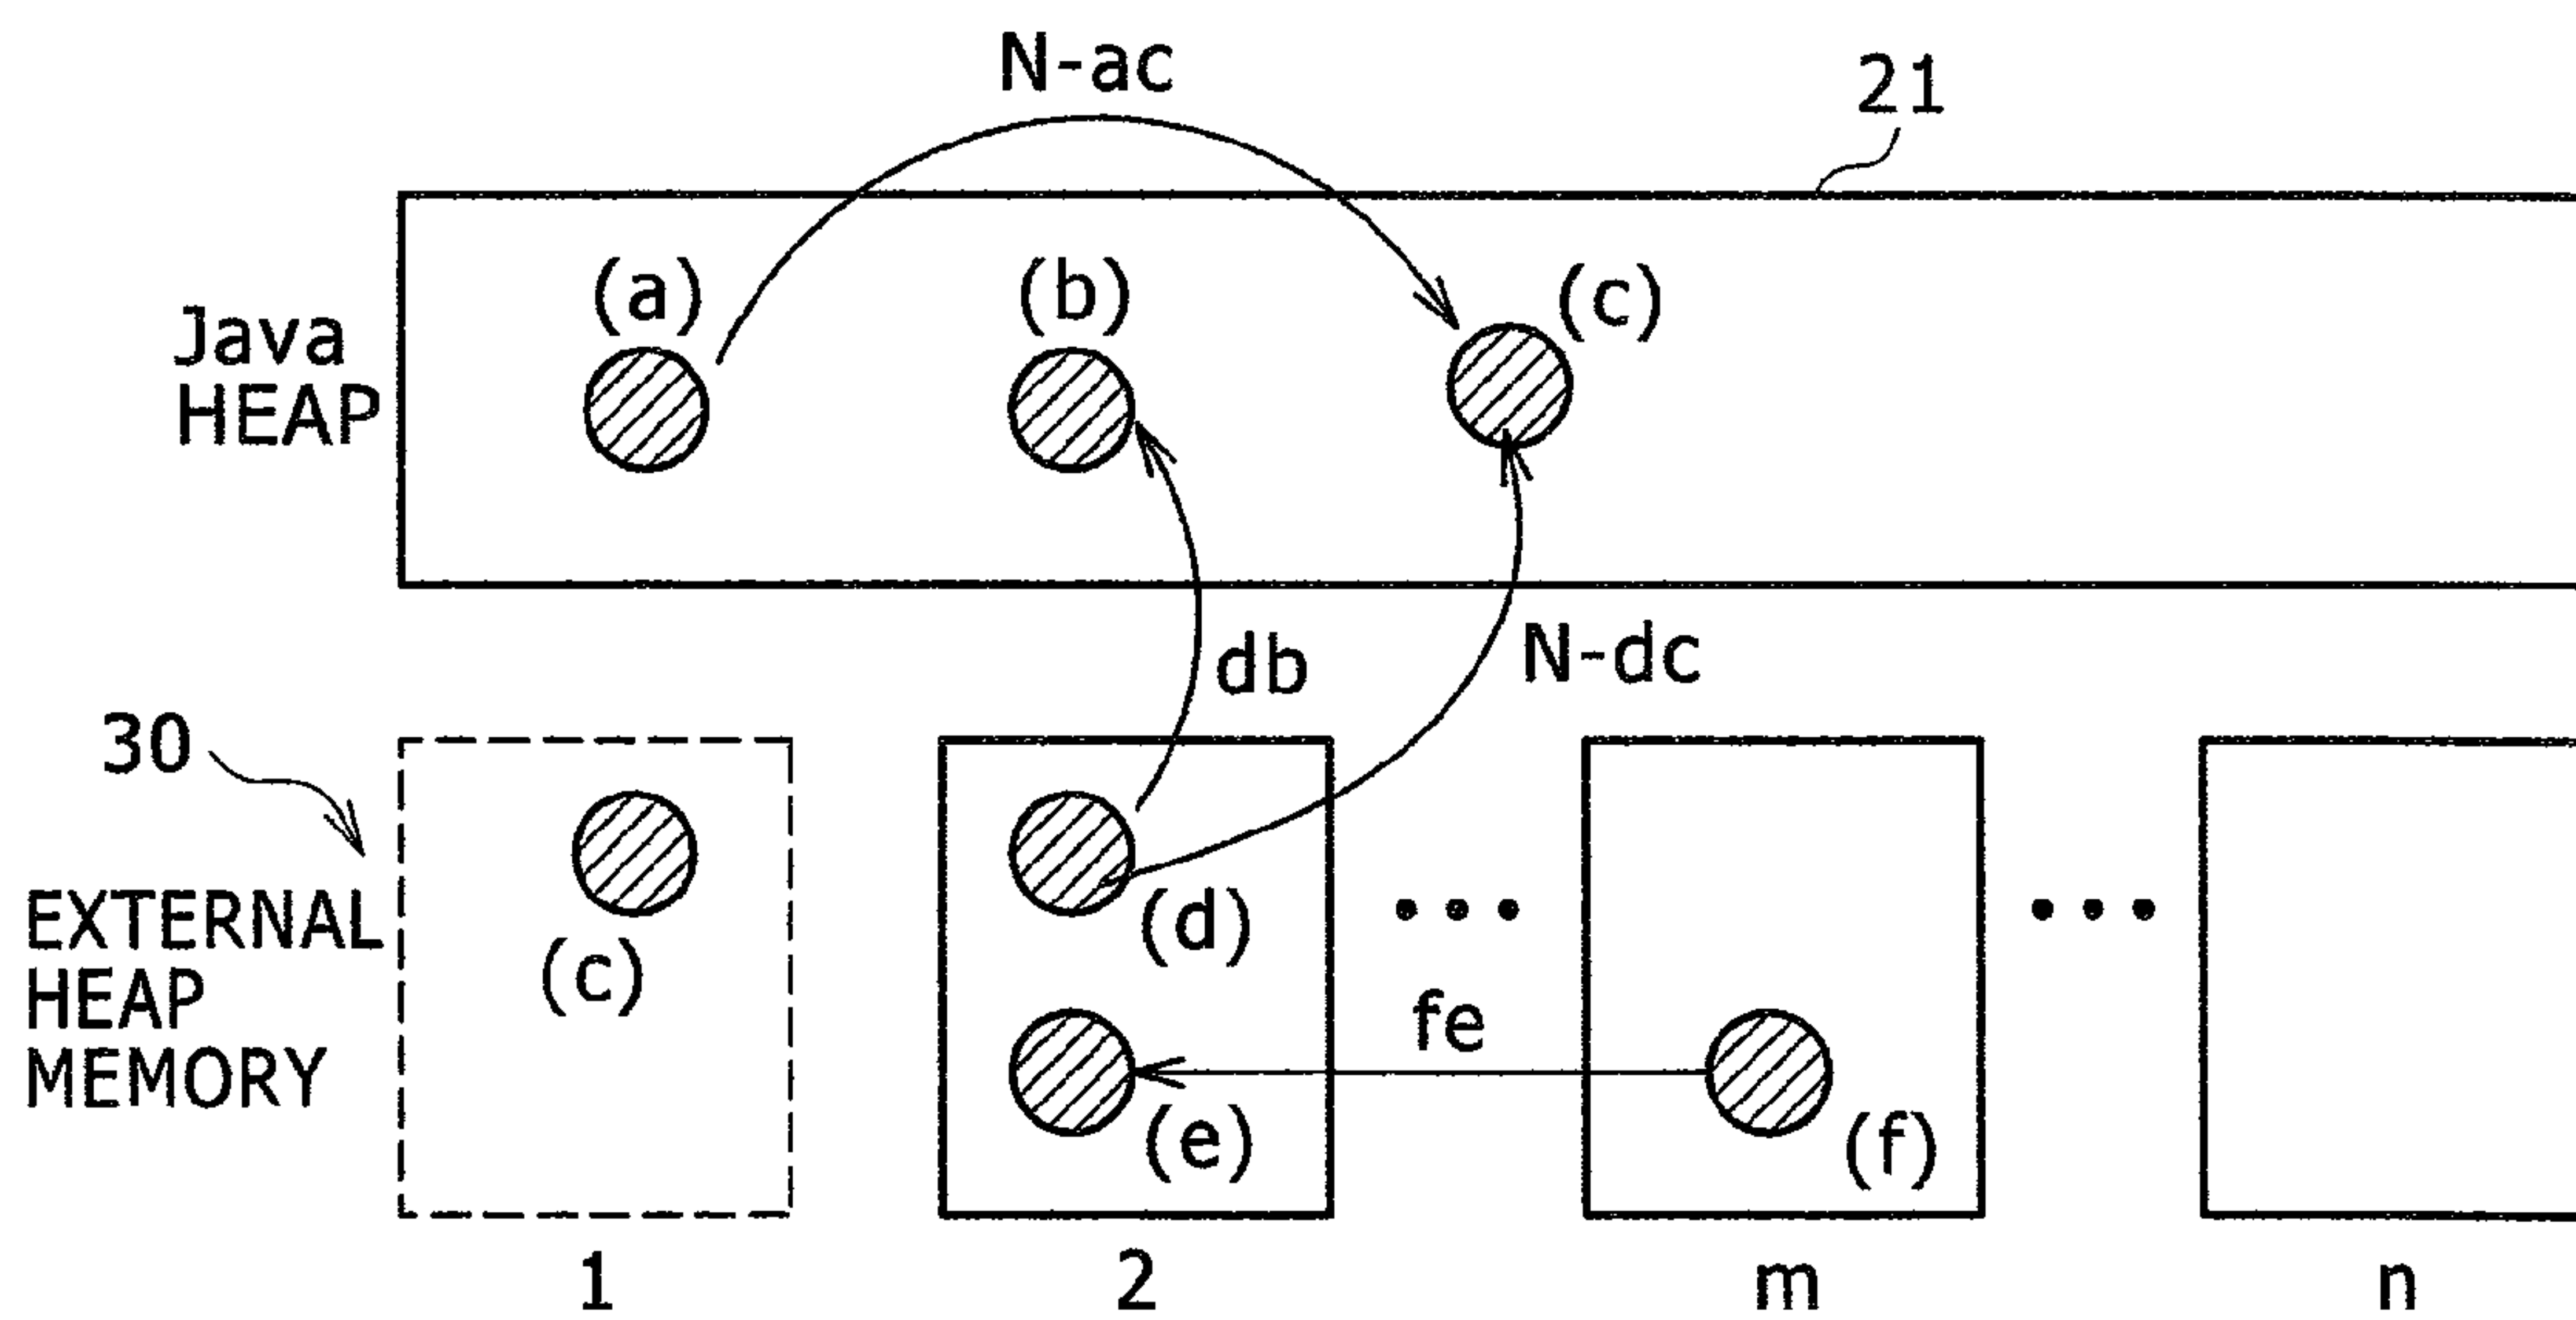 N-ac
21
(a)
(b)
(c)
Java
HEAP
db
N-dc
30
EXTERNAL
HEAP
MEMORY
(c)
(d)
(e)
fe
(f)
1
2
m
n